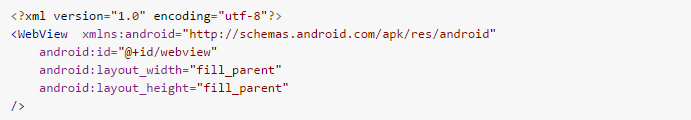 <?xml version="1.0" encoding="utf-8"?>
<WebView  xmlns:android="http://schemas.android.com/apk/res/android"
    android:id="@+id/webview"
    android:layout_width="fill_parent"
    android:layout_height="fill_parent"
/>